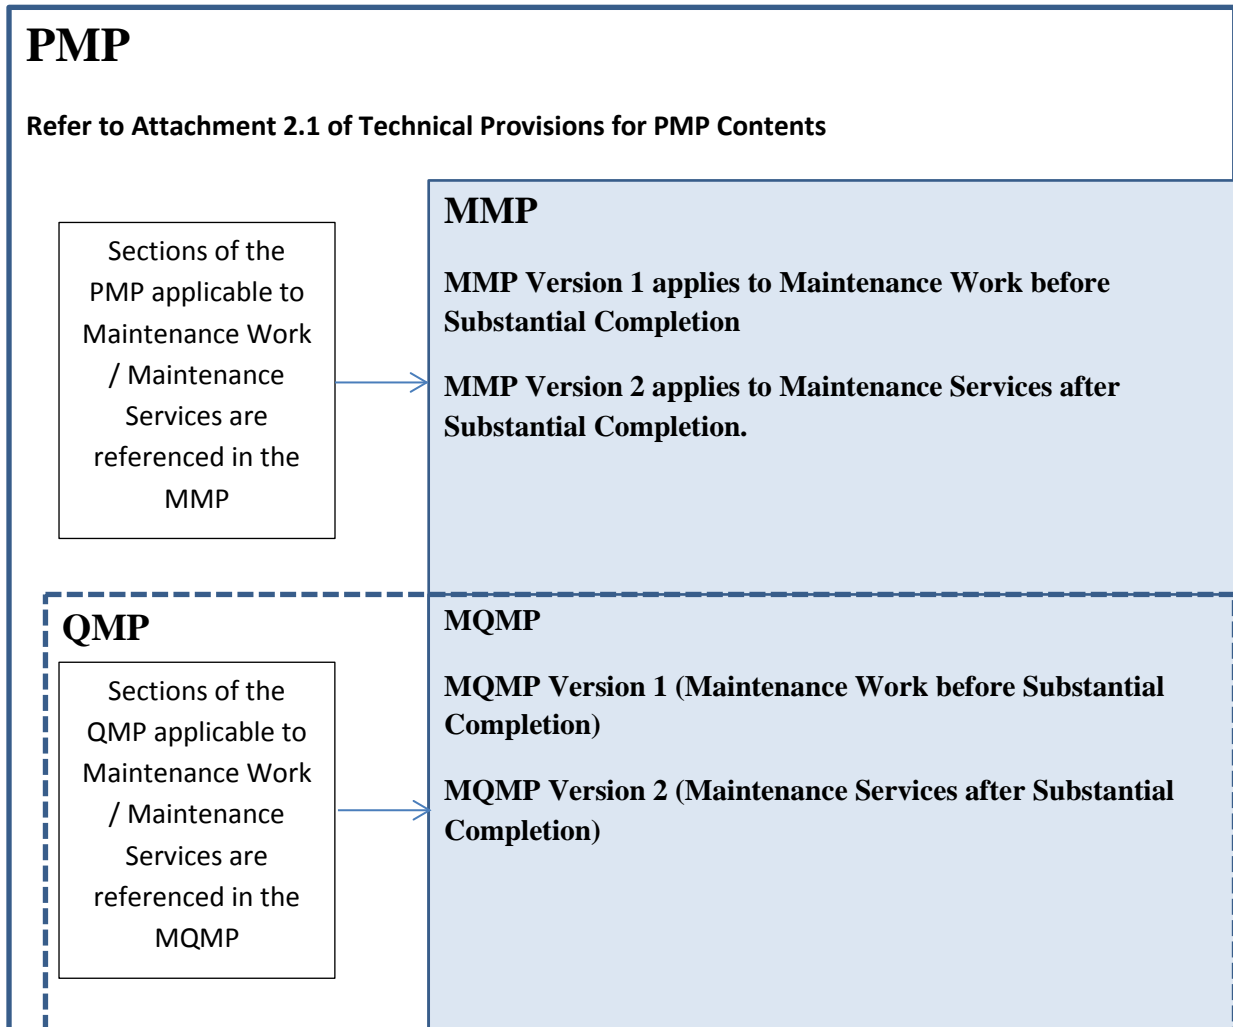 PMP
Refer to Attachment 2.1 of Technical Provisions for PMP Contents
Sections of the
PMP applicable to
Maintenance Work
/ Maintenance
Services are
referenced in the
MMP
MMP
MMP Version 1 applies to Maintenance Work before
Substantial Completion
MMP Version 2 applies to Maintenance Services after
Substantial Completion.
QMP
Sections of the
QMP applicable to
Maintenance Work
/ Maintenance
Services are
referenced in the
MQMP
MQMP
MQMP Version 1 (Maintenance Work before Substantial
Completion)
MQMP Version 2 (Maintenance Services after Substantial
Completion)